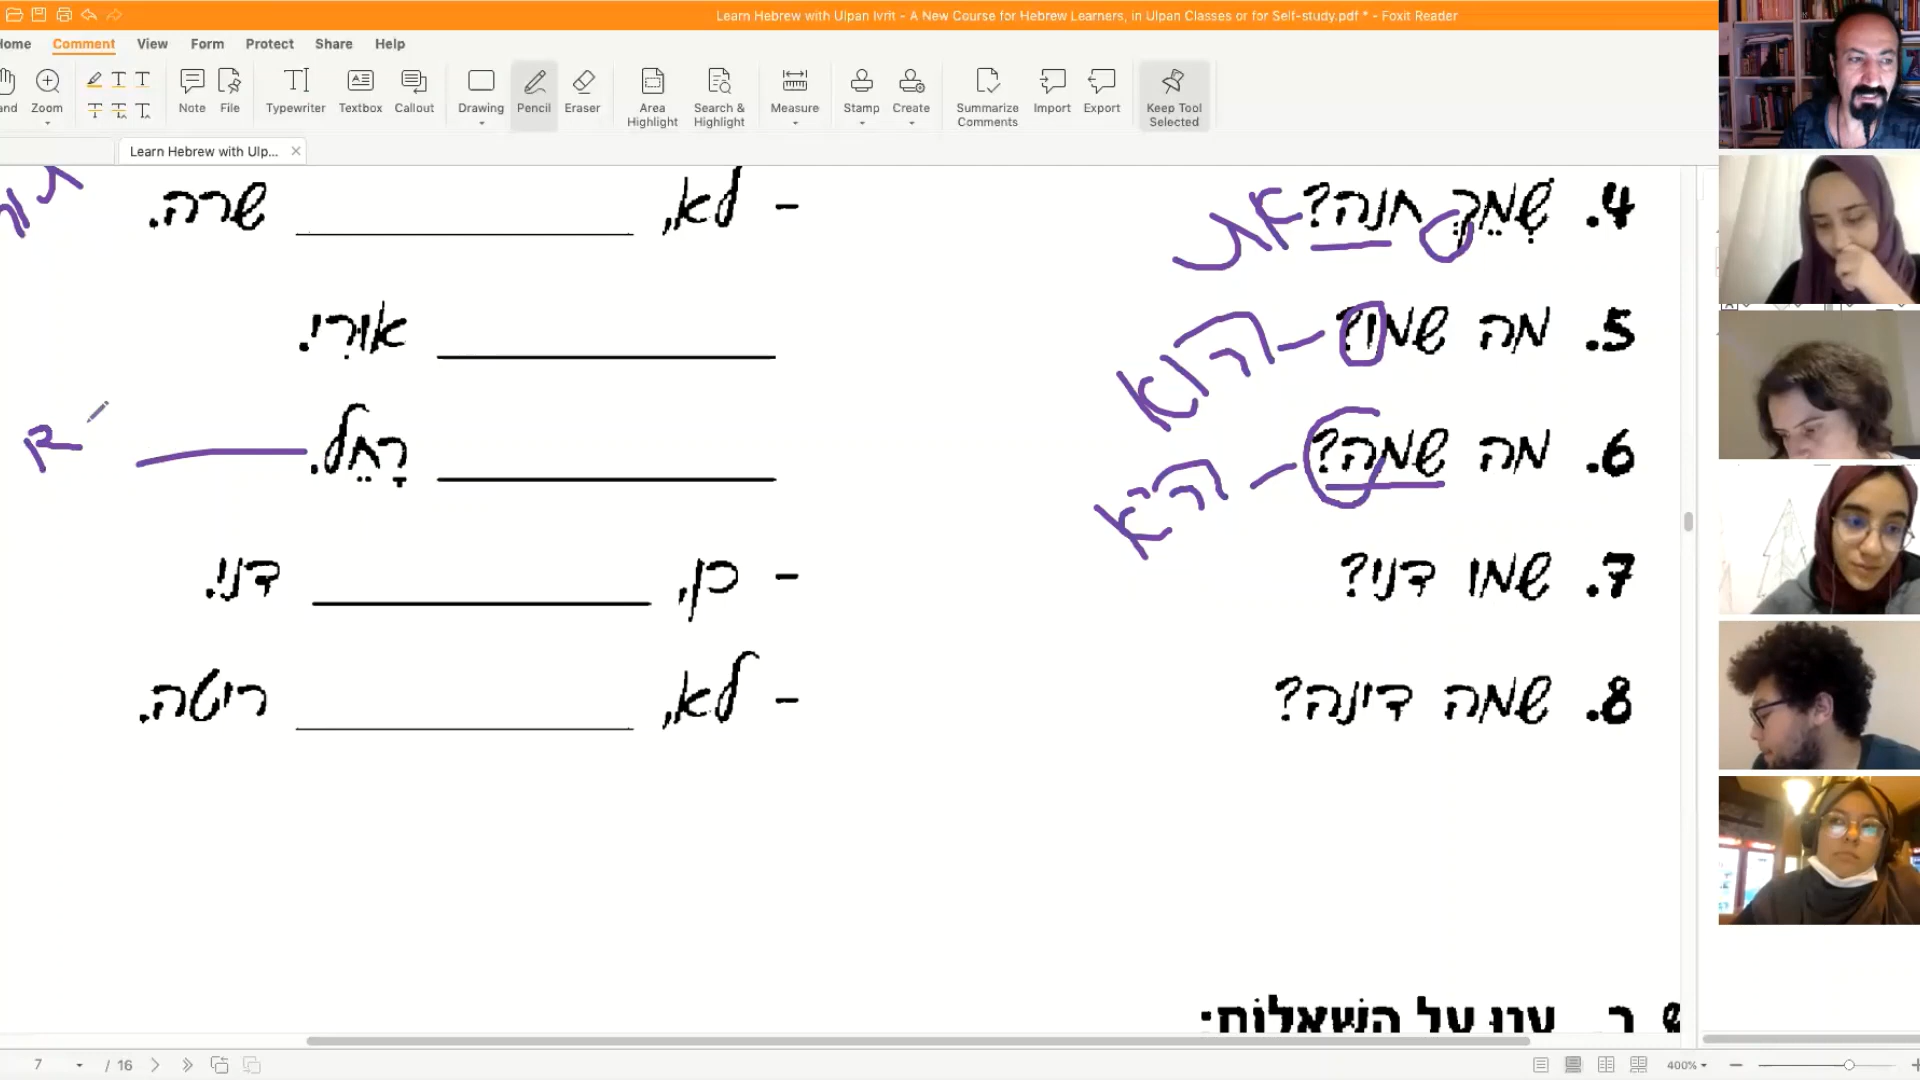 Learn Hebrew with Ulpan Ivrit - A New Course for Hebrew Learners, in Ulpan Classes or for Self-study.pdf * - Foxit Reader
Home Comment View Form Protect Share Help
Zoom Note File Typewriter Textbox Callout Drawing Pencil Eraser Area Highlight Search & Highlight Measure Stamp Create Summarize Comments Import Export Keep Tool Selected
Learn Hebrew with Ulp...
4. שְׁמֵךְ חנה? את
- לא, שרה.
5. מה שמו? הוא
אוּרִי.
6. מה שמה? היא
רָחֵל.
R
7. שמו דני?
- כן, דני.
8. שמה דינה?
- לא, ריטה.
ענו על השאלות:
7 / 16
400%